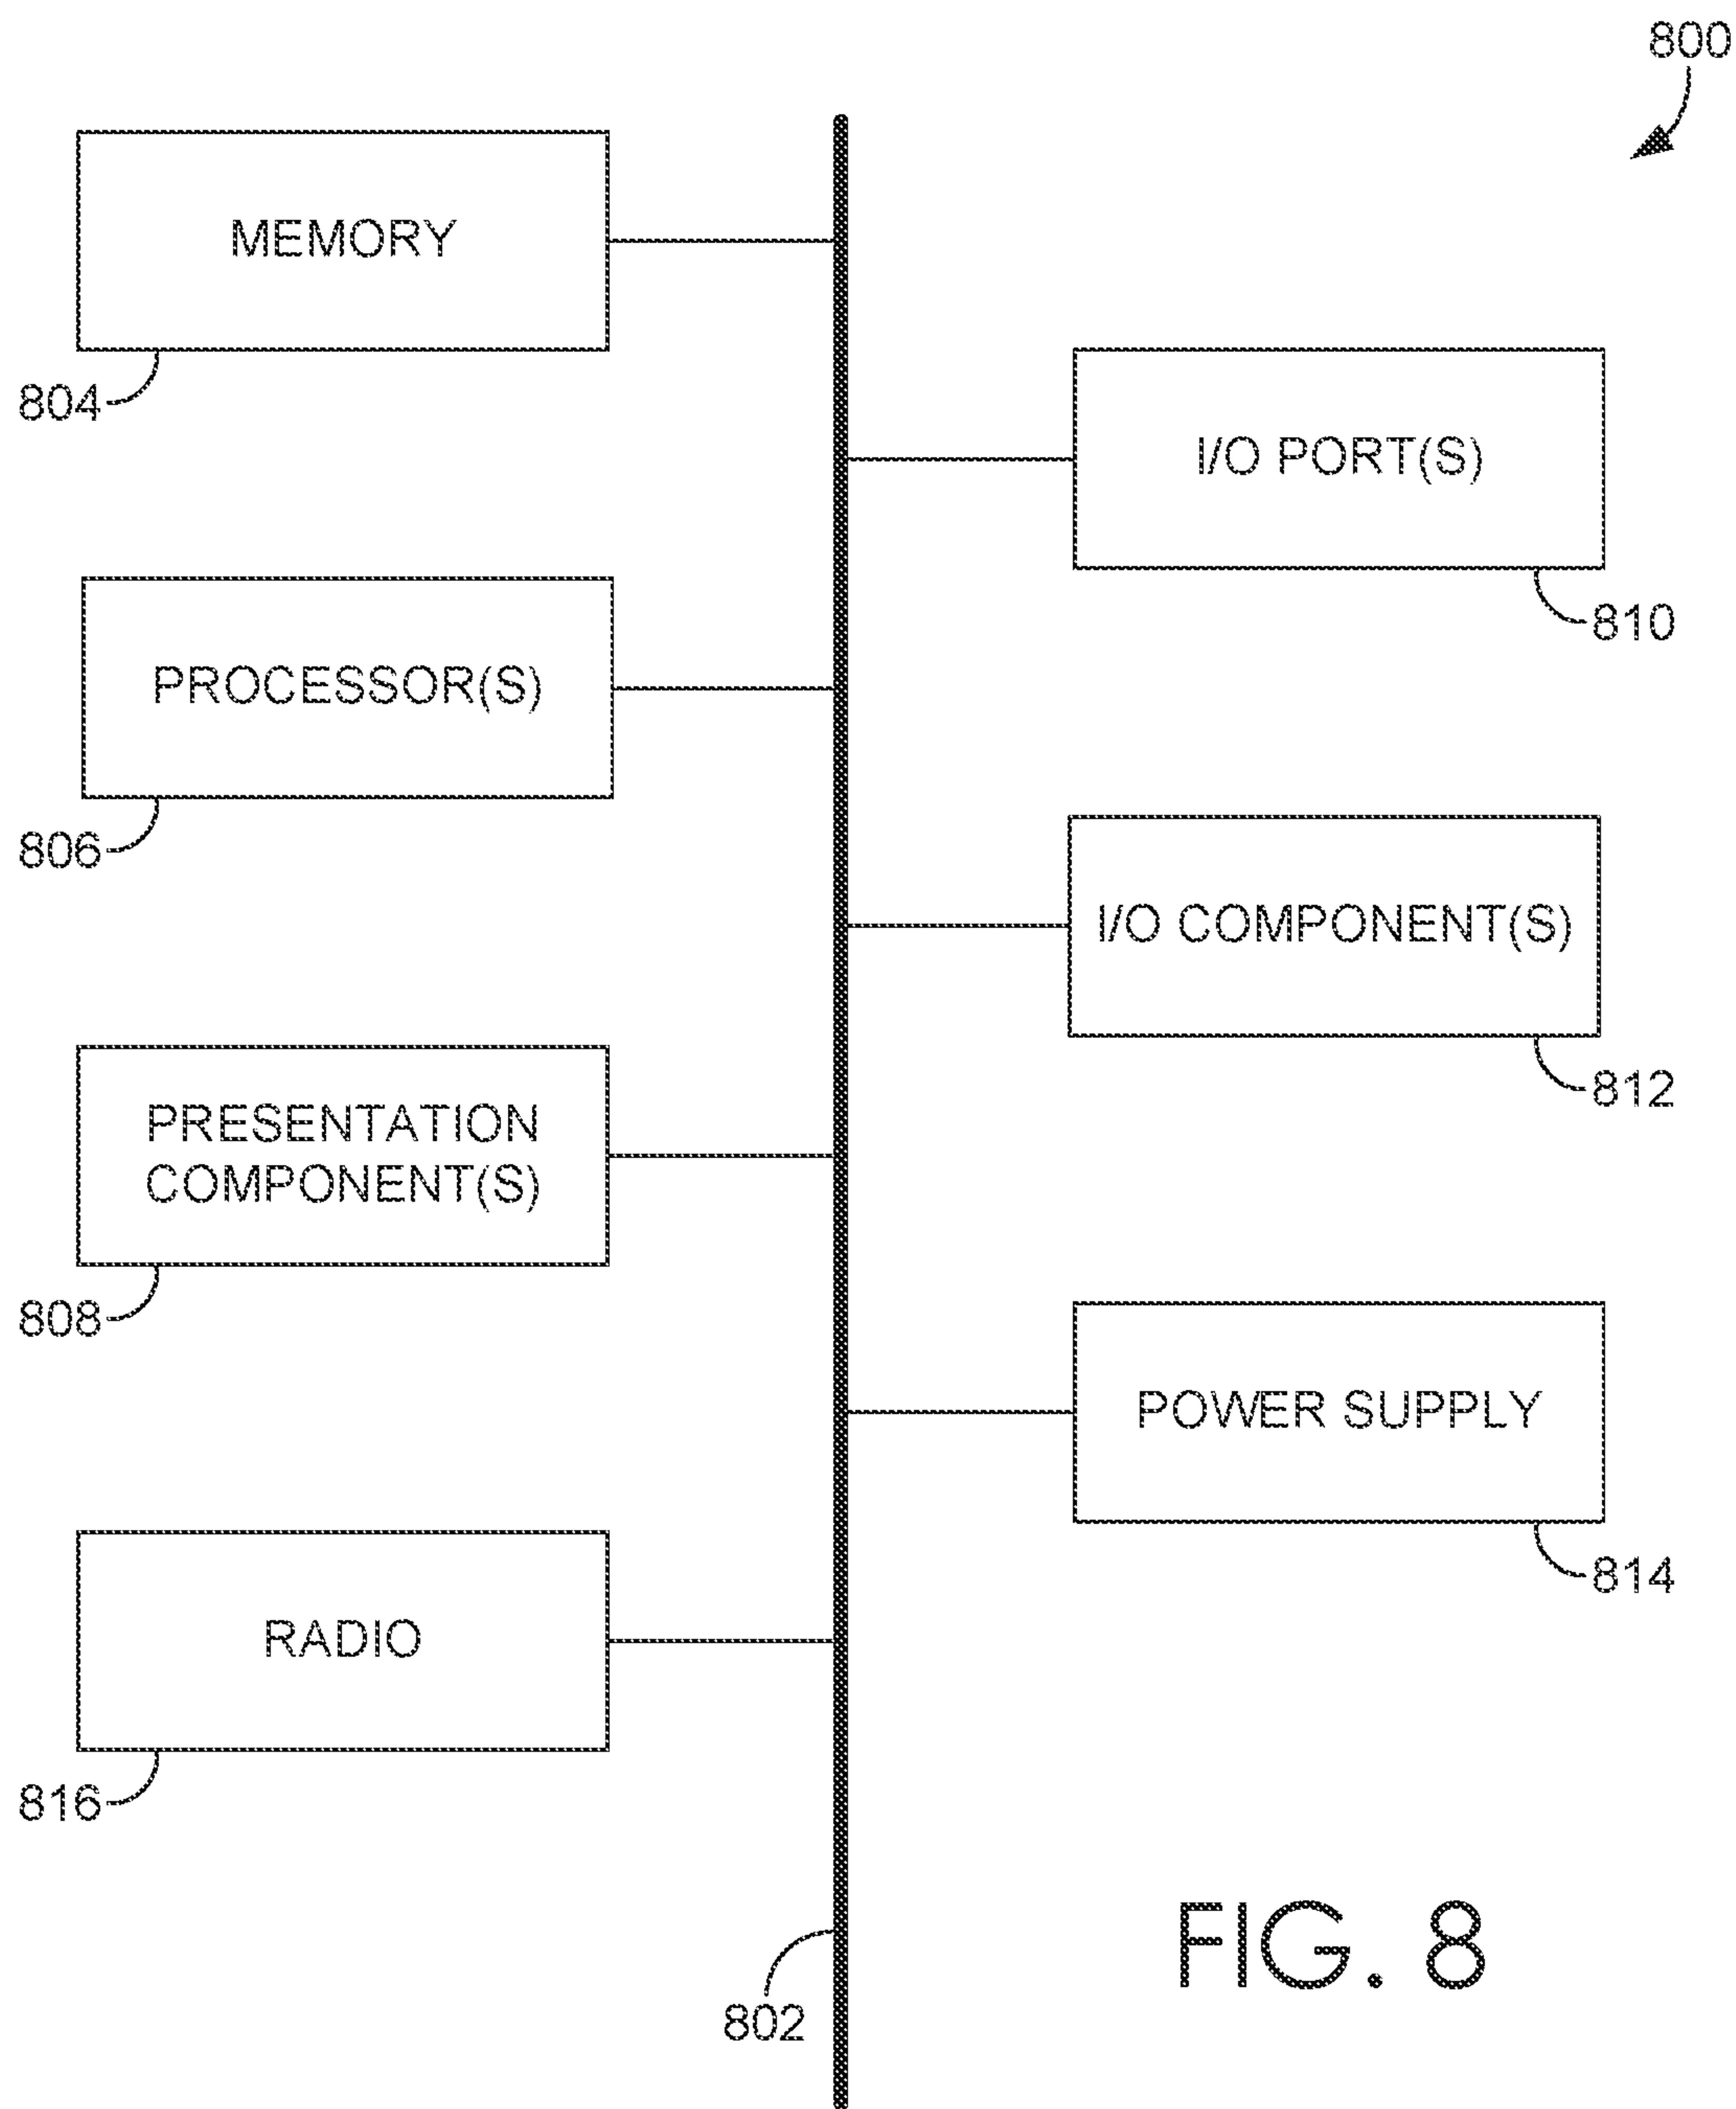 800
MEMORY
804
I/O PORT(S)
810
PROCESSOR(S)
806
I/O COMPONENT(S)
812
PRESENTATION
COMPONENT(S)
808
POWER SUPPLY
814
RADIO
816
802
FIG. 8